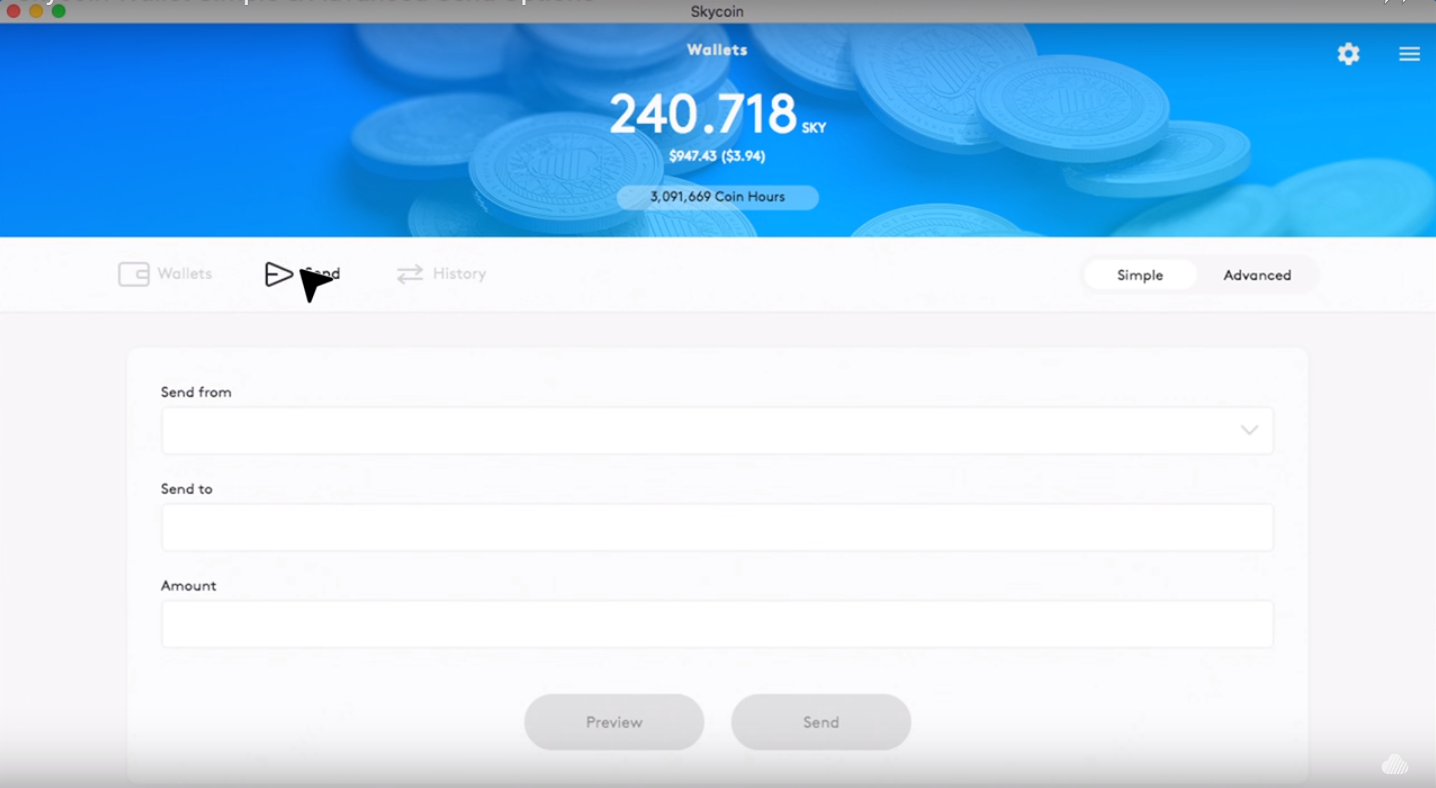 Skycoin
Wallets
240.718 SKY
$947.43 ($3.94)
3,091,669 Coin Hours
Wallets
History
Simple
Advanced
Send from
Send to
Amount
Preview
Send